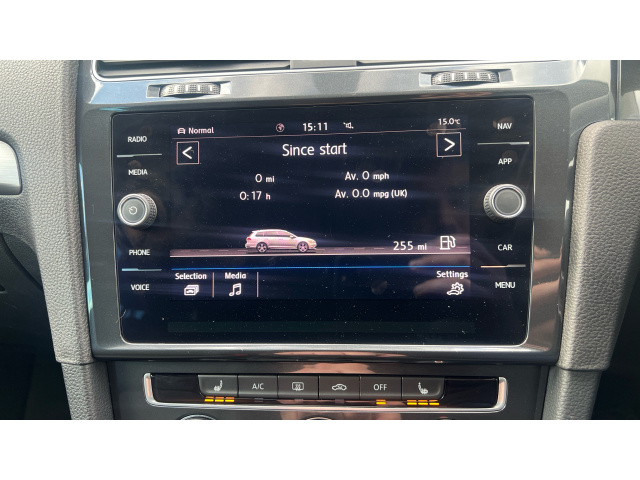 Normal 15:11 15.0°C
RADIO
NAV
Since start
MEDIA
APP
0 mi Av. 0 mph
0:17 h Av. 0.0 mpg (UK)
PHONE
255 mi
CAR
VOICE
Selection Media Settings
MENU
A/C OFF